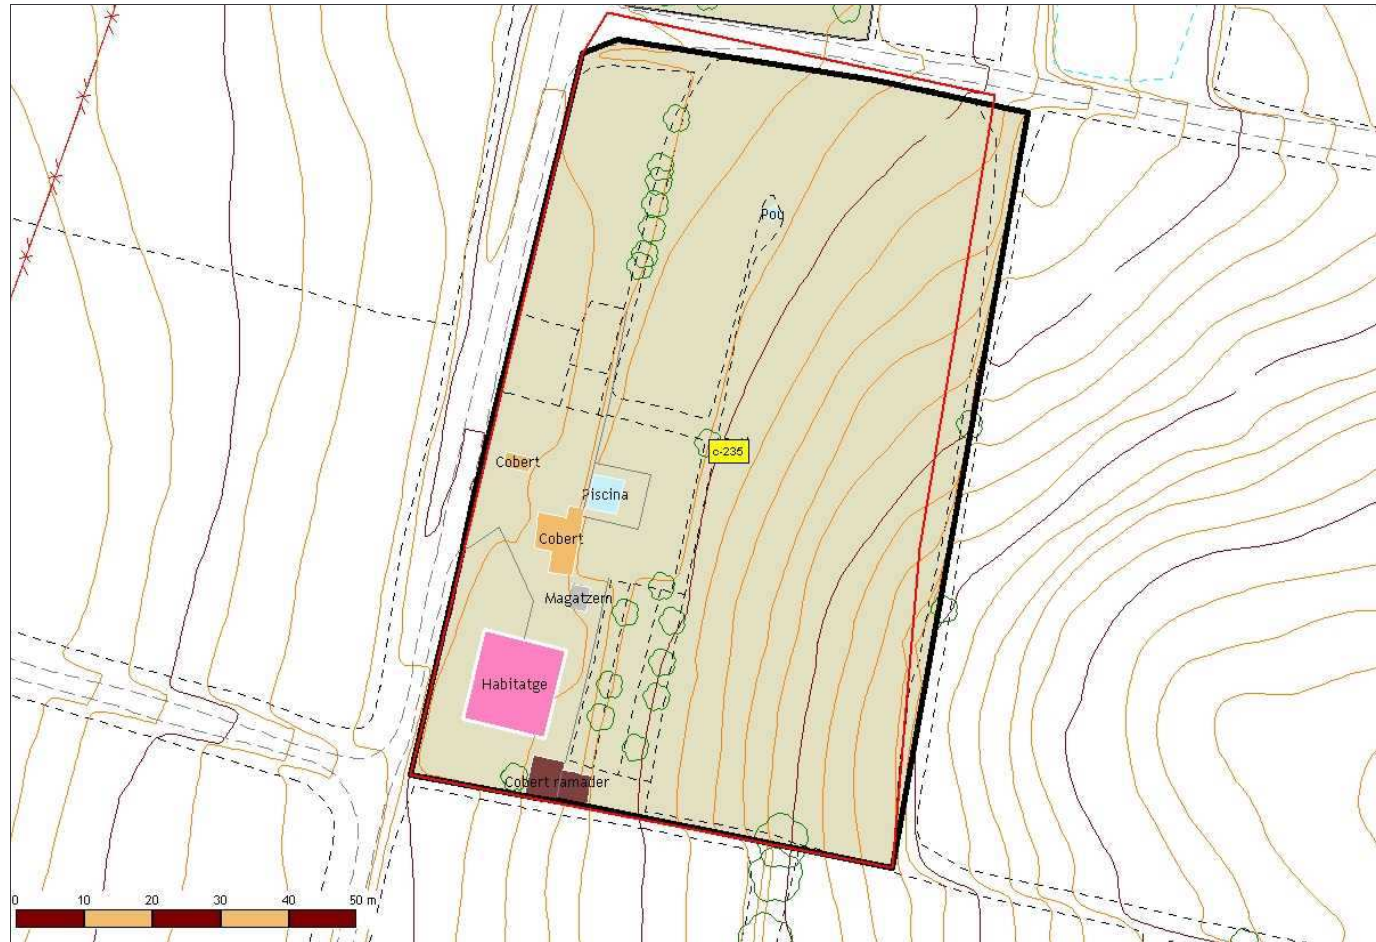 Pou
c-235
Cobert
Piscina
Cobert
Magatzem
Habitatge
Cobert ramader
0 10 20 30 40 50 m